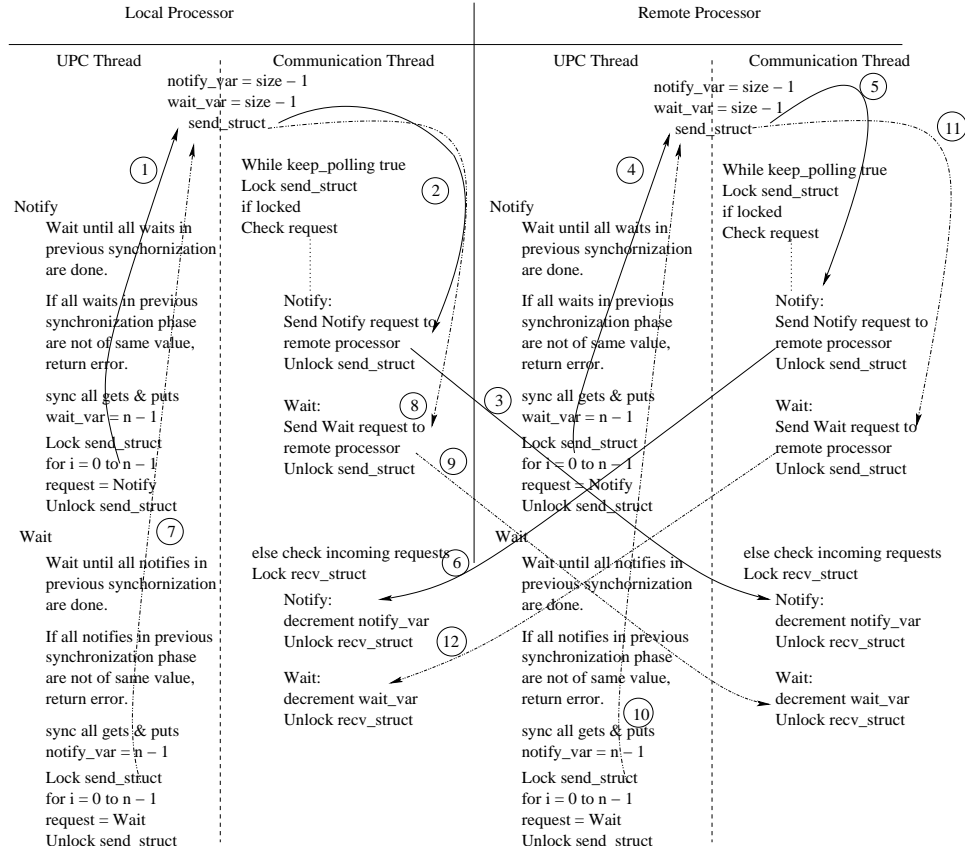 Local Processor
Remote Processor
UPC Thread
Communication Thread
notify_var = size − 1
wait_var = size − 1
send_struct
1
2
While keep_polling true
Lock send_struct
if locked
Check request
Notify
Wait until all waits in
previous synchornization
are done.
If all waits in previous
synchronization phase
are not of same value,
return error.
sync all gets & puts
wait_var = n − 1
Lock send_struct
for i = 0 to n − 1
request = Notify
Unlock send_struct
Notify:
Send Notify request to
remote processor
Unlock send_struct
3
8
Wait:
Send Wait request to
remote processor
Unlock send_struct
9
7
Wait
Wait until all notifies in
previous synchornization
are done.
If all notifies in previous
synchronization phase
are not of same value,
return error.
sync all gets & puts
notify_var = n − 1
Lock send_struct
for i = 0 to n − 1
request = Wait
Unlock send_struct
else check incoming requests
Lock recv_struct
6
Notify:
decrement notify_var
Unlock recv_struct
12
Wait:
decrement wait_var
Unlock recv_struct
UPC Thread
Communication Thread
notify_var = size − 1
wait_var = size − 1
send_struct
5
11
4
While keep_polling true
Lock send_struct
if locked
Check request
Notify
Wait until all waits in
previous synchornization
are done.
If all waits in previous
synchronization phase
are not of same value,
return error.
sync all gets & puts
wait_var = n − 1
Lock send_struct
for i = 0 to n − 1
request = Notify
Unlock send_struct
Notify:
Send Notify request to
remote processor
Unlock send_struct
Wait:
Send Wait request to
remote processor
Unlock send_struct
Wait
Wait until all notifies in
previous synchornization
are done.
If all notifies in previous
synchronization phase
are not of same value,
return error.
10
sync all gets & puts
notify_var = n − 1
Lock send_struct
for i = 0 to n − 1
request = Wait
Unlock send_struct
else check incoming requests
Lock recv_struct
Notify:
decrement notify_var
Unlock recv_struct
Wait:
decrement wait_var
Unlock recv_struct